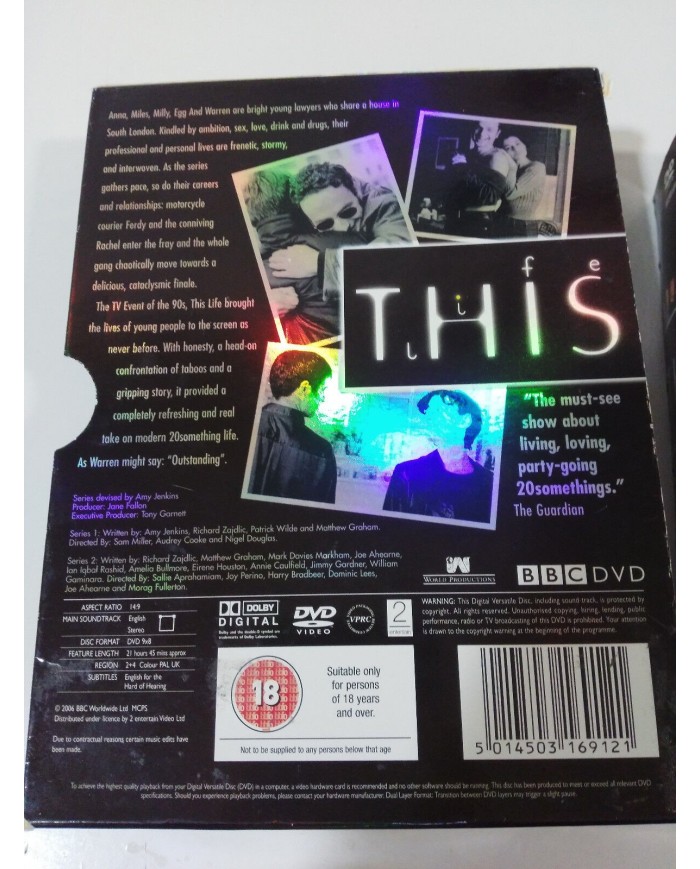 Anna, Miles, Milly, Egg And Warren are bright young lawyers who share a house in
South London. Kindled by ambition, sex, love, drink and drugs, their
professional and personal lives are frenetic, stormy,
and interwoven. As the series
gathers pace, so do their careers
and relationships: motorcycle
courier Ferdy and the conniving
Rachel enter the fray and the whole
gang chaotically move towards a
delicious, cataclysmic finale.
The TV Event of the 90s, This Life brought
the lives of young people to the screen as
never before. With honesty, a head-on
confrontation of taboos and a
gripping story, it provided a
completely refreshing and real
take on modern 20something life.
As Warren might say: "Outstanding".
THIS
Life
"The must-see
show about
living, loving,
party-going
20somethings."
The Guardian
Series devised by Amy Jenkins
Producer: Jane Fallon
Executive Producer: Tony Garnett
Series 1: Written by: Amy Jenkins, Richard Zajdlic, Patrick Wilde and Matthew Graham.
Directed By: Sam Miller, Audrey Cooke and Nigel Douglas.
Series 2: Written by: Richard Zajdlic, Matthew Graham, Mark Davies Markham, Joe Ahearne,
Ian Iqbal Rashid, Amelia Bullmore, Eirene Houston, Annie Caulfield, Jimmy Gardner, William
Gaminara. Directed By: Sallie Aprahamiam, Joy Perino, Harry Bradbeer, Dominic Lees,
Joe Ahearne and Morag Fullerton.
WORLD PRODUCTIONS
BBC DVD
ASPECT RATIO 14:9
MAIN SOUNDTRACK English
Stereo
DISC FORMAT DVD 9x8
FEATURE LENGTH 21 hours 45 mins approx
REGION 2+4 Colour PAL UK
SUBTITLES English for the
Hard of Hearing
DOLBY
DIGITAL
Dolby and the double-D symbol are
trademarks of Dolby Laboratories.
DVD
VIDEO
VPRC
2
entertain
WARNING: This Digital Versatile Disc, including sound-track, is protected by
copyright. All rights reserved. Unauthorised copying, hiring, lending, public
performance, radio or TV broadcasting of this DVD is prohibited. Your attention
is drawn to the copyright warning at the beginning of the programme.
© 2006 BBC Worldwide Ltd MCPS
Distributed under licence by 2 entertain Video Ltd
Due to contractual reasons certain music edits have
been made.
18
Suitable only
for persons
of 18 years
and over.
Not to be supplied to any persons below that age
5 014503 169121
To achieve the highest quality playback from your Digital Versatile Disc (DVD) in a computer, a video hardware card is recommended and no other software should be running. This disc has been produced to meet or exceed all relevant DVD
specifications. Should you experience playback problems, please contact your hardware manufacturer. Dual Layer Format: Transition between DVD layers may trigger a slight pause.